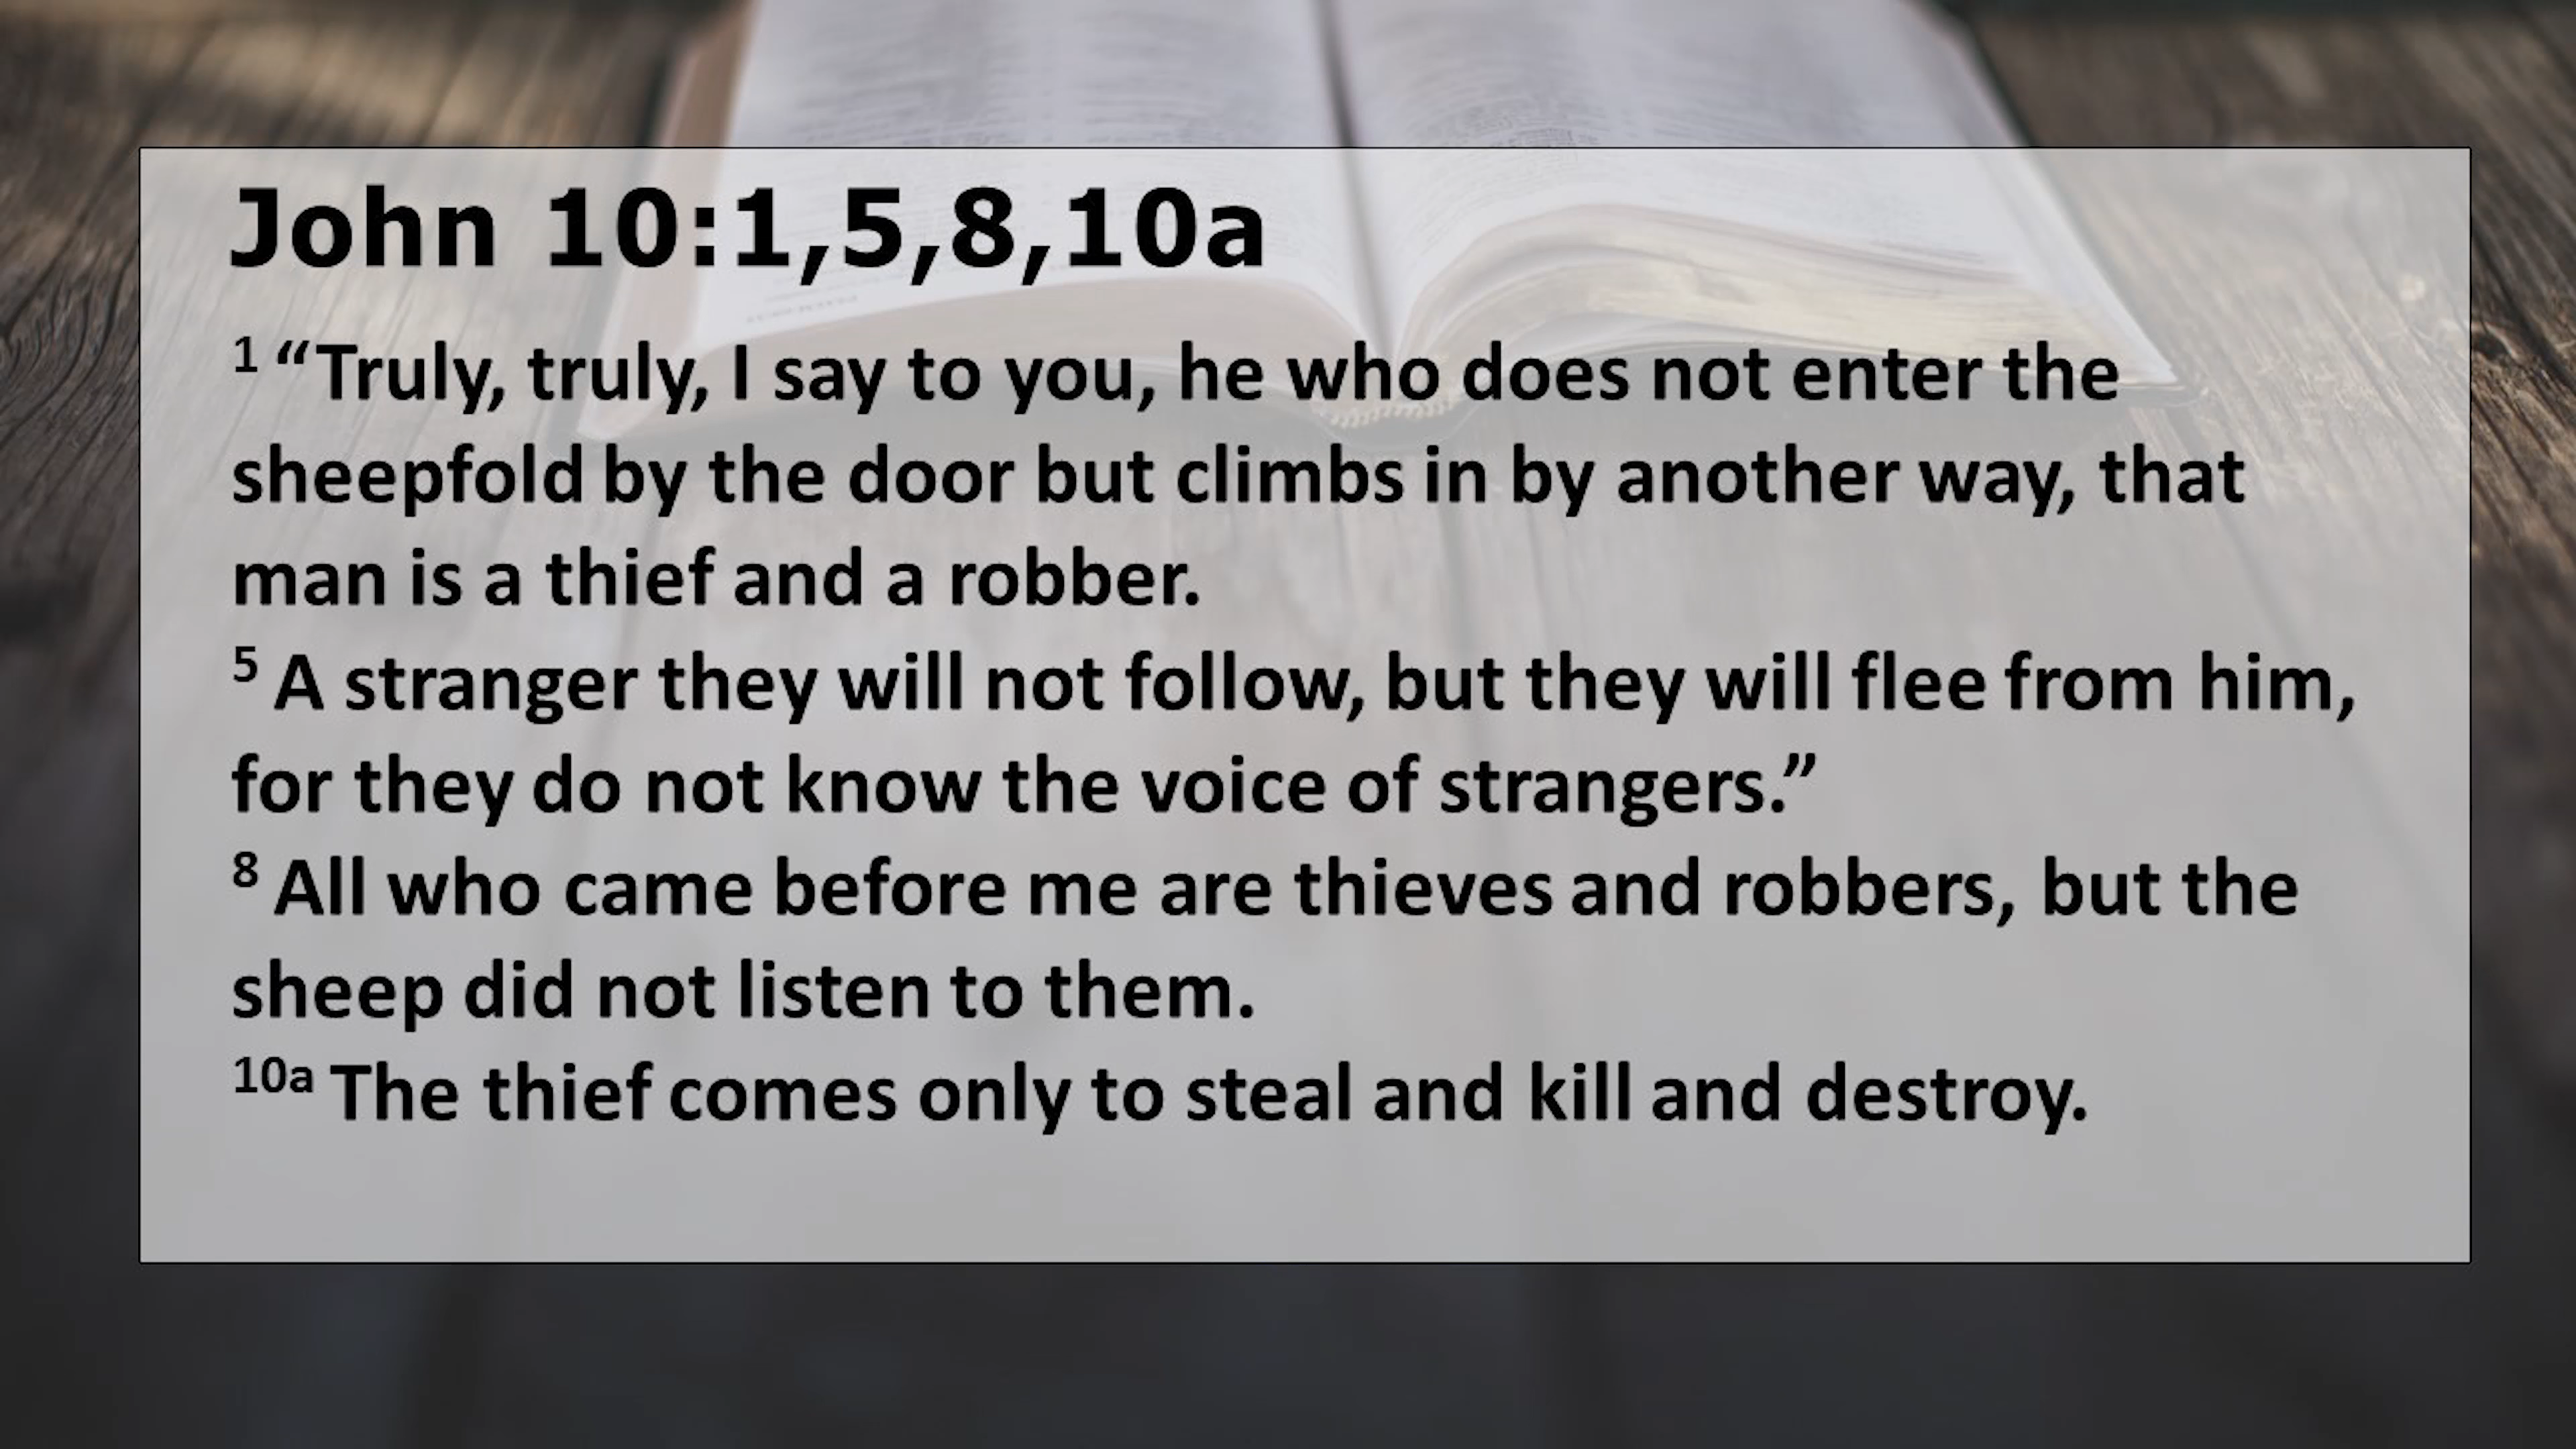 John 10:1,5,8,10a
1 “Truly, truly, I say to you, he who does not enter the
sheepfold by the door but climbs in by another way, that
man is a thief and a robber.
5 A stranger they will not follow, but they will flee from him,
for they do not know the voice of strangers.”
8 All who came before me are thieves and robbers, but the
sheep did not listen to them.
10a The thief comes only to steal and kill and destroy.